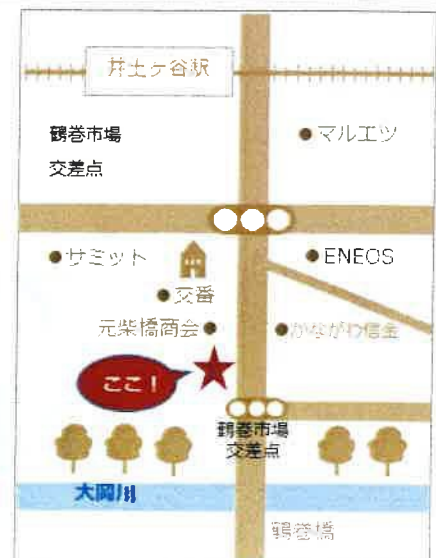 井土ヶ谷駅
鶴巻市場
交差点
●マルエツ
●サミット
●ENEOS
●交番
元柴橋商会●
●かながわ信金
ここ！
鶴巻市場
交差点
大岡川
鶴巻橋